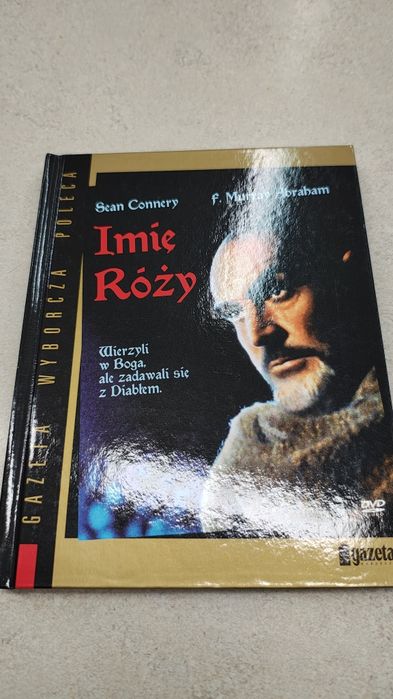 GAZETA WYBORCZA POLECA
Sean Connery
F. Murray Abraham
Imię
Róży
Wierzyli
w Boga,
ale zadawali się
z Diabłem.
DVD
gazeta